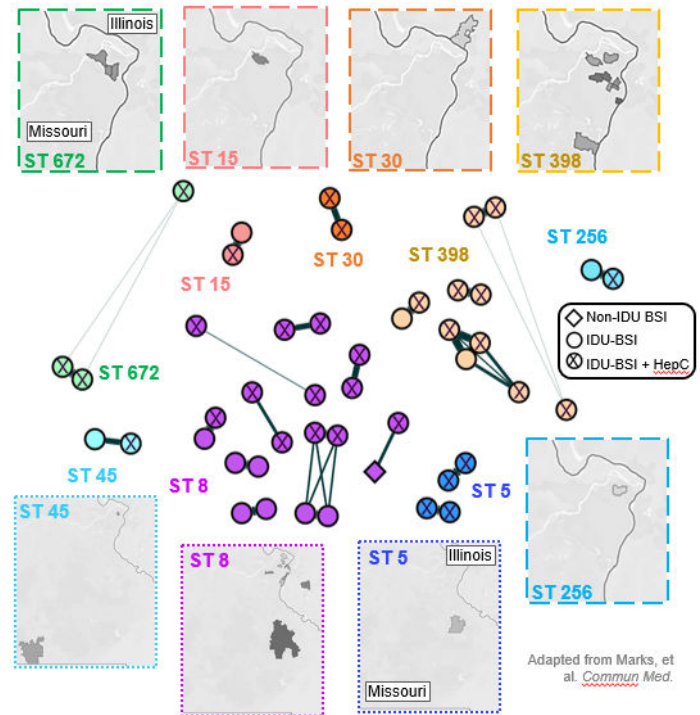 Illinois
Missouri
ST 672
ST 15
ST 30
ST 398
ST 15
ST 30
ST 398
ST 256
Non-IDU BSI
IDU-BSI
IDU-BSI + HepC
ST 672
ST 45
ST 8
ST 5
ST 45
ST 8
ST 5
Illinois
Missouri
ST 256
Adapted from Marks, et
al. Commun Med.